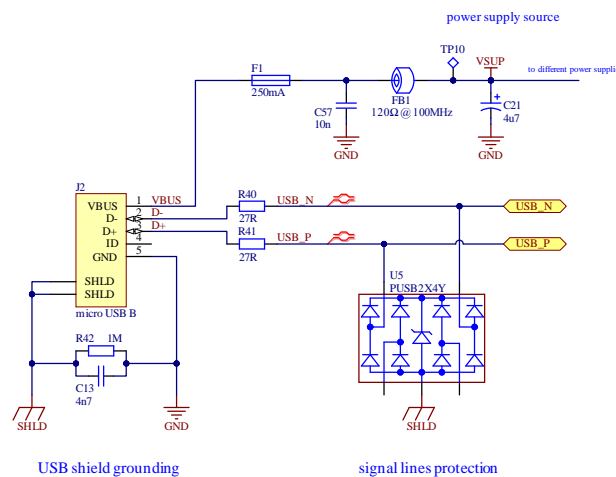 power supply source
TP10
VSUP
F1
to different power suppli
250mA
C57
10n
FB1
120Ω @ 100MHz
C21
4u7
GND
GND
J2
VBUS
D-
D+
ID
GND
SHLD
SHLD
1
2
3
4
5
VBUS
D-
D+
micro USB B
R40
27R
USB_N
USB_N
R41
27R
USB_P
USB_P
U5
PUSB2X4Y
R42
1M
C13
4n7
SHLD
GND
SHLD
USB shield grounding
signal lines protection